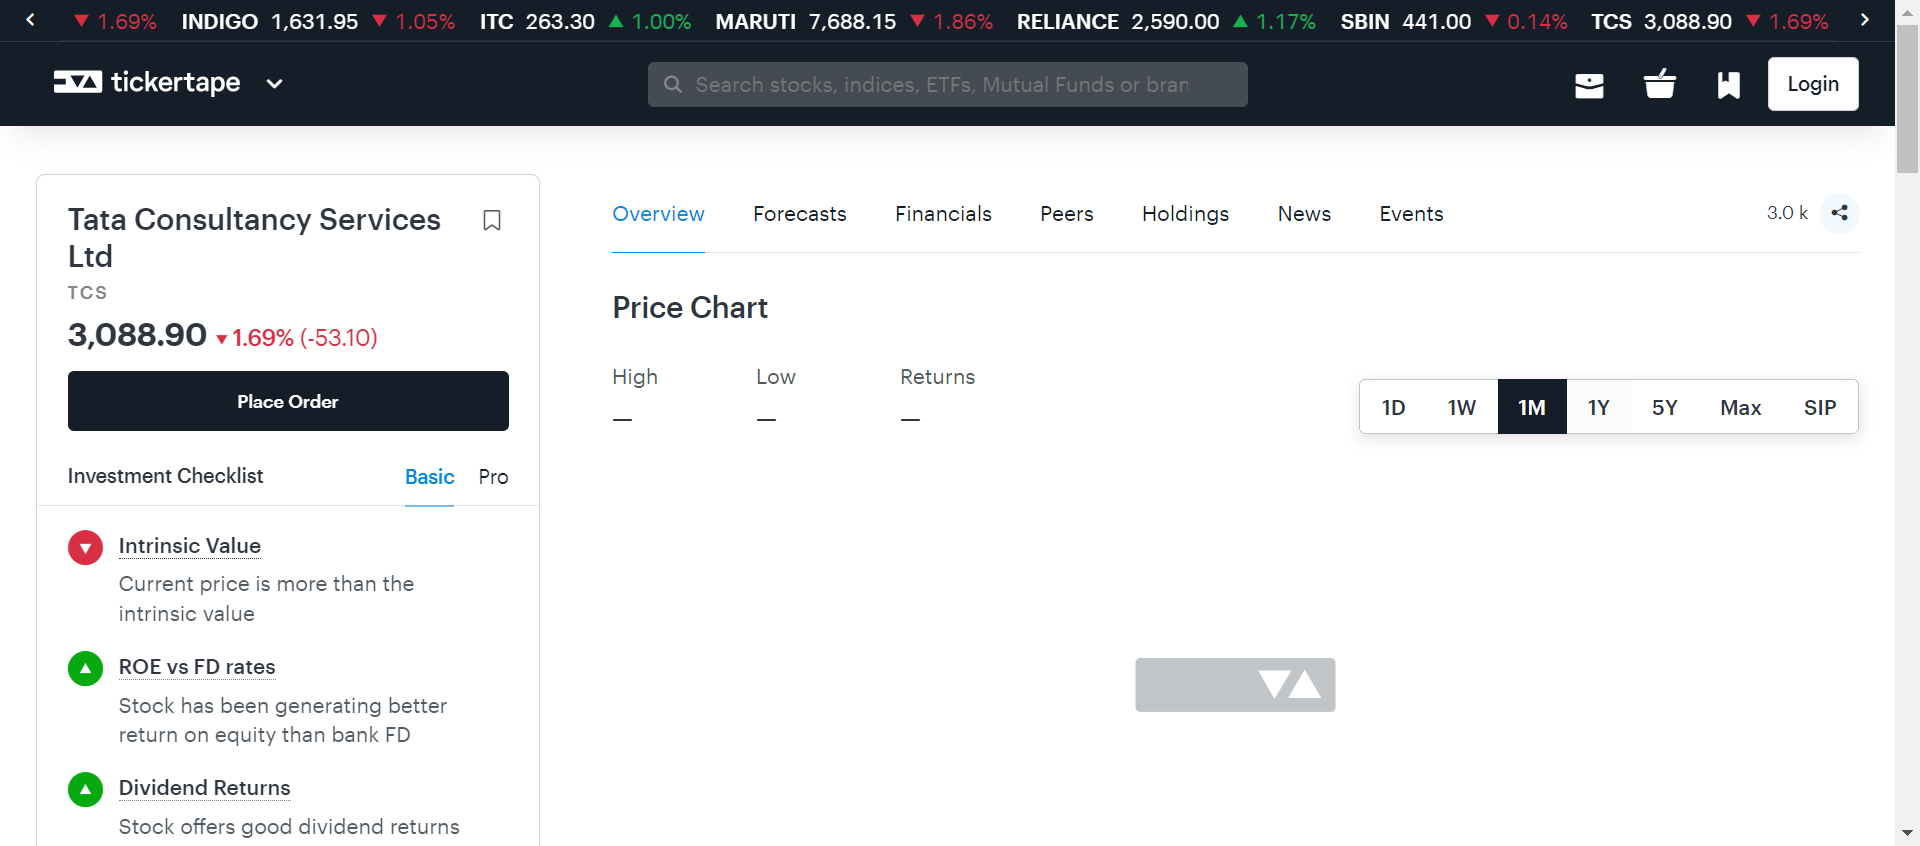 1.69% INDIGO 1,631.95 1.05% ITC 263.30 1.00% MARUTI 7,688.15 1.86% RELIANCE 2,590.00 1.17% SBIN 441.00 0.14% TCS 3,088.90 1.69%
tickertape
Search stocks, indices, ETFs, Mutual Funds or bran
Login
Tata Consultancy Services
Ltd
TCS
3,088.90 1.69% (-53.10)
Place Order
Investment Checklist Basic Pro
Intrinsic Value
Current price is more than the
intrinsic value
ROE vs FD rates
Stock has been generating better
return on equity than bank FD
Dividend Returns
Stock offers good dividend returns
Overview Forecasts Financials Peers Holdings News Events 3.0 k
Price Chart
High Low Returns
— — —
1D 1W 1M 1Y 5Y Max SIP